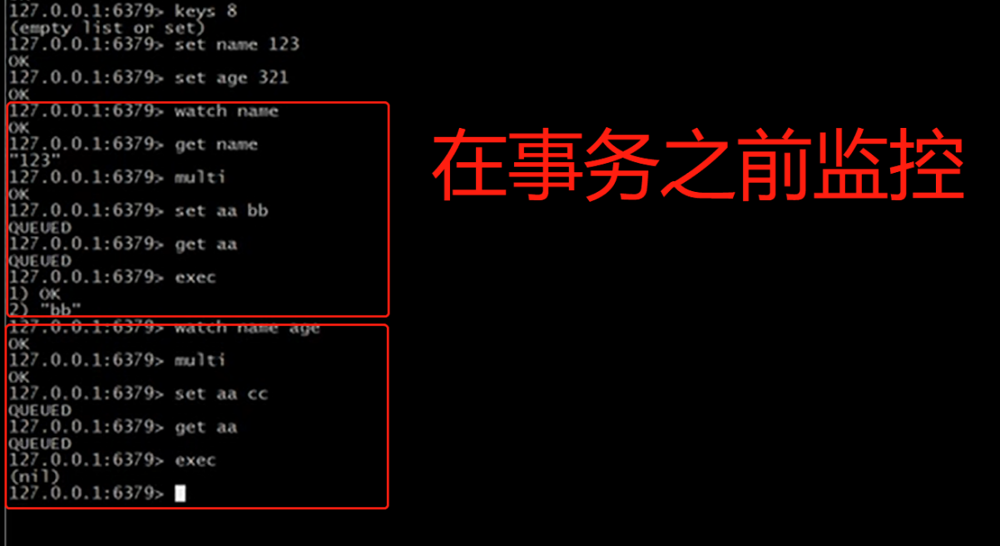 127.0.0.1:6379> keys 8
(empty list or set)
127.0.0.1:6379> set name 123
OK
127.0.0.1:6379> set age 321
OK
127.0.0.1:6379> watch name
OK
127.0.0.1:6379> get name
"123"
127.0.0.1:6379> multi
OK
127.0.0.1:6379> set aa bb
QUEUED
127.0.0.1:6379> get aa
QUEUED
127.0.0.1:6379> exec
1) OK
2) "bb"
127.0.0.1:6379> watch name age
OK
127.0.0.1:6379> multi
OK
127.0.0.1:6379> set aa cc
QUEUED
127.0.0.1:6379> get aa
QUEUED
127.0.0.1:6379> exec
(nil)
127.0.0.1:6379>
在事务之前监控